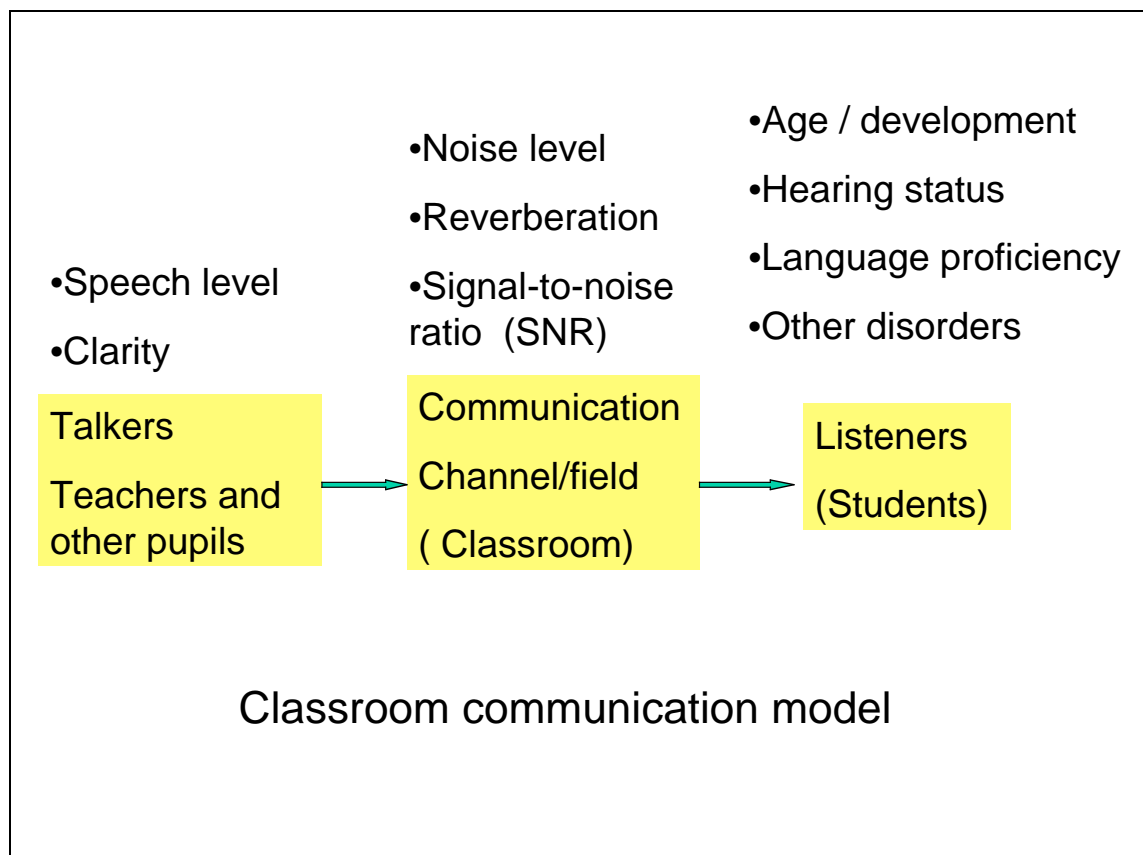 •Speech level
•Clarity
Talkers
Teachers and
other pupils
•Noise level
•Reverberation
•Signal-to-noise
ratio (SNR)
Communication
Channel/field
( Classroom)
•Age / development
•Hearing status
•Language proficiency
•Other disorders
Listeners
(Students)
Classroom communication model